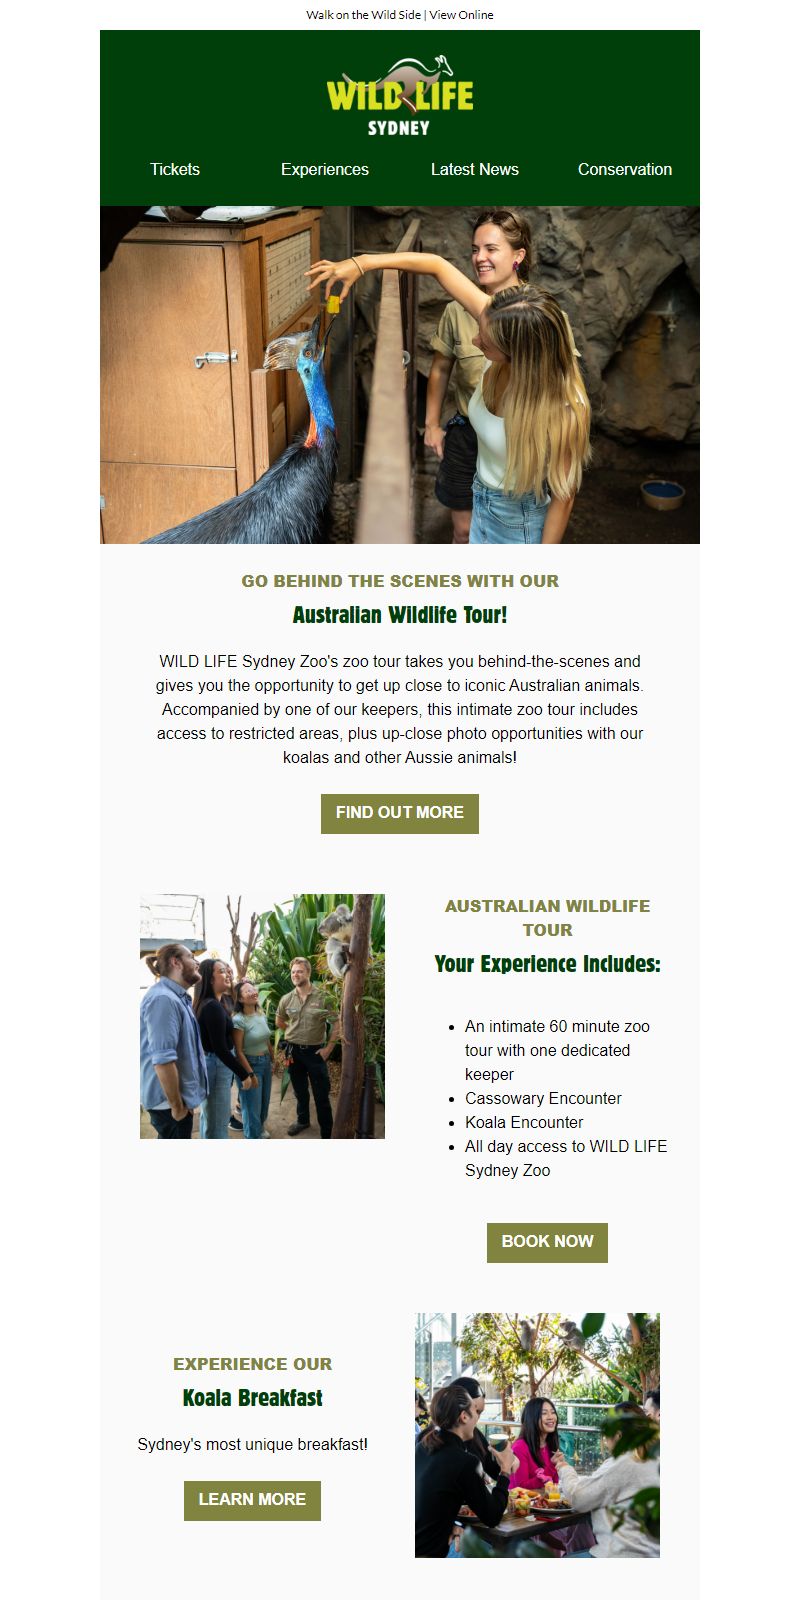 Walk on the Wild Side | View Online
WILD LIFE
SYDNEY
Tickets Experiences Latest News Conservation
GO BEHIND THE SCENES WITH OUR
Australian Wildlife Tour!
WILD LIFE Sydney Zoo's zoo tour takes you behind-the-scenes and
gives you the opportunity to get up close to iconic Australian animals.
Accompanied by one of our keepers, this intimate zoo tour includes
access to restricted areas, plus up-close photo opportunities with our
koalas and other Aussie animals!
FIND OUT MORE
AUSTRALIAN WILDLIFE
TOUR
Your Experience Includes:
• An intimate 60 minute zoo
tour with one dedicated
keeper
• Cassowary Encounter
• Koala Encounter
• All day access to WILD LIFE
Sydney Zoo
BOOK NOW
EXPERIENCE OUR
Koala Breakfast
Sydney's most unique breakfast!
LEARN MORE